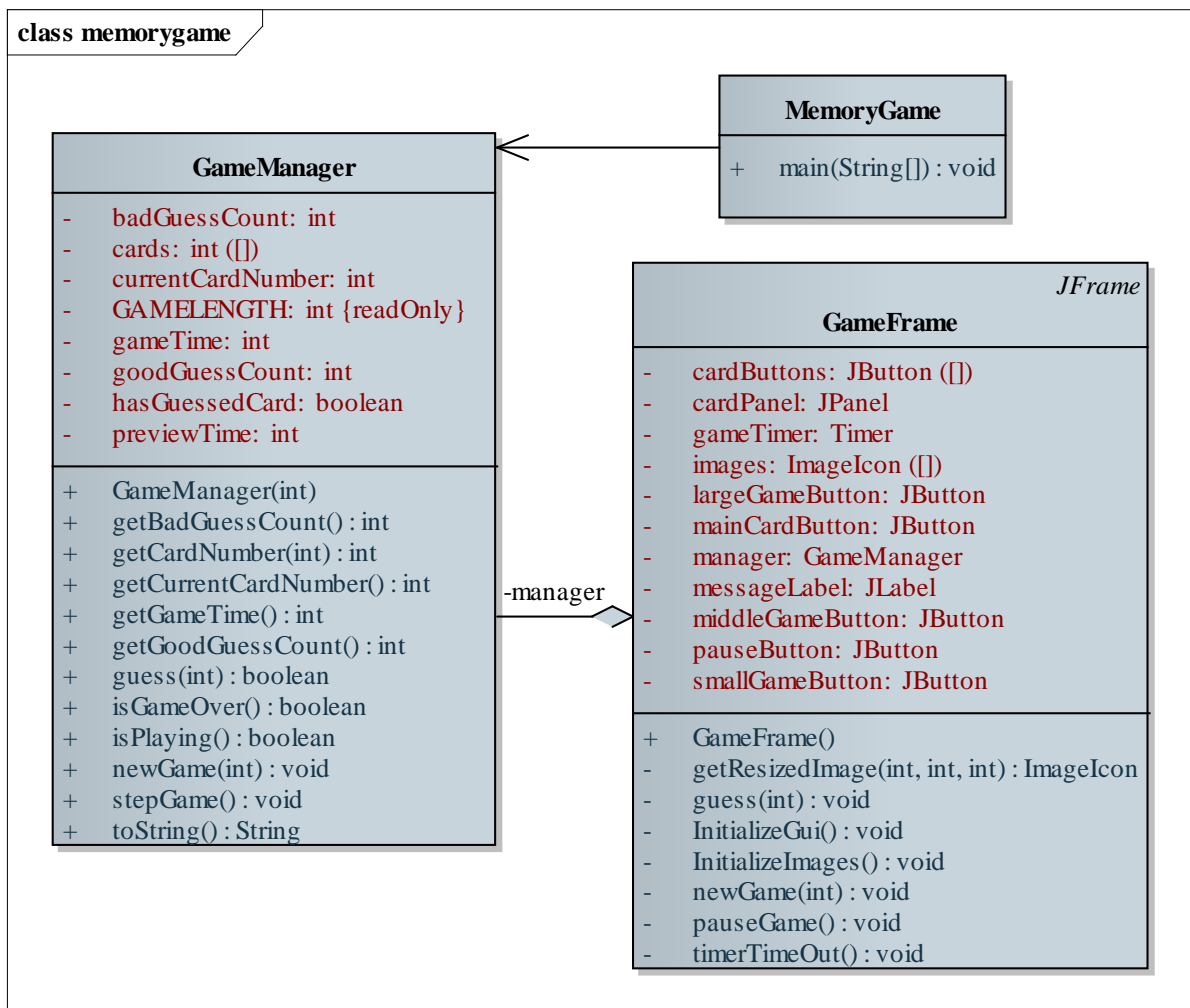 class memorygame
MemoryGame
+ main(String[]) : void
GameManager
- badGuessCount: int
- cards: int ([])
- currentCardNumber: int
- GAMELENGTH: int {readOnly}
- gameTime: int
- goodGuessCount: int
- hasGuessedCard: boolean
- previewTime: int
+ GameManager(int)
+ getBadGuessCount() : int
+ getCardNumber(int) : int
+ getCurrentCardNumber() : int
+ getGameTime() : int
+ getGoodGuessCount() : int
+ guess(int) : boolean
+ isGameOver() : boolean
+ isPlaying() : boolean
+ newGame(int) : void
+ stepGame() : void
+ toString() : String
-manager
JFrame
GameFrame
- cardButtons: JButton ([])
- cardPanel: JPanel
- gameTimer: Timer
- images: ImageIcon ([])
- largeGameButton: JButton
- mainCardButton: JButton
- manager: GameManager
- messageLabel: JLabel
- middleGameButton: JButton
- pauseButton: JButton
- smallGameButton: JButton
+ GameFrame()
- getResizedImage(int, int, int) : ImageIcon
- guess(int) : void
- InitializeGui() : void
- InitializeImages() : void
- newGame(int) : void
- pauseGame() : void
- timerTimeOut() : void